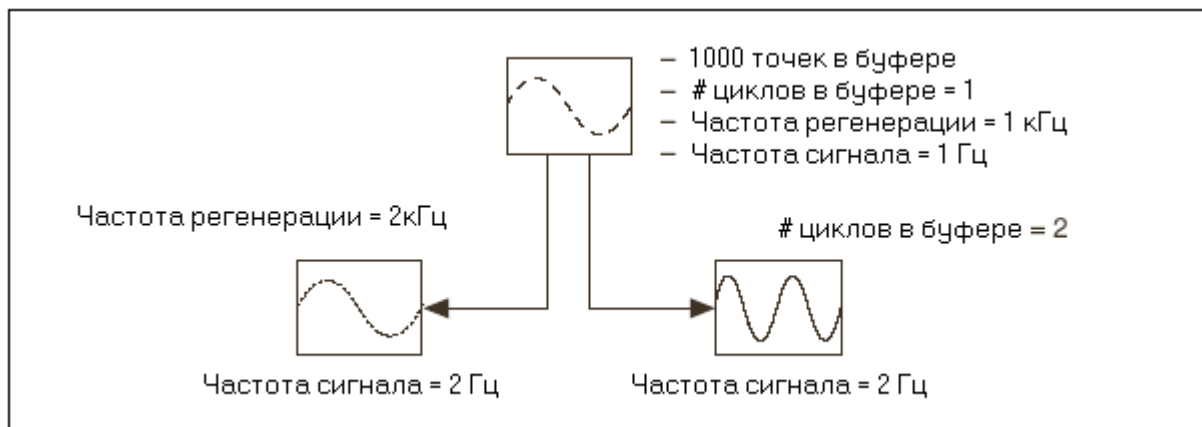 – 1000 точек в буфере
– # циклов в буфере = 1
– Частота регенерации = 1 кГц
– Частота сигнала = 1 Гц
Частота регенерации = 2кГц
# циклов в буфере = 2
Частота сигнала = 2 Гц
Частота сигнала = 2 Гц